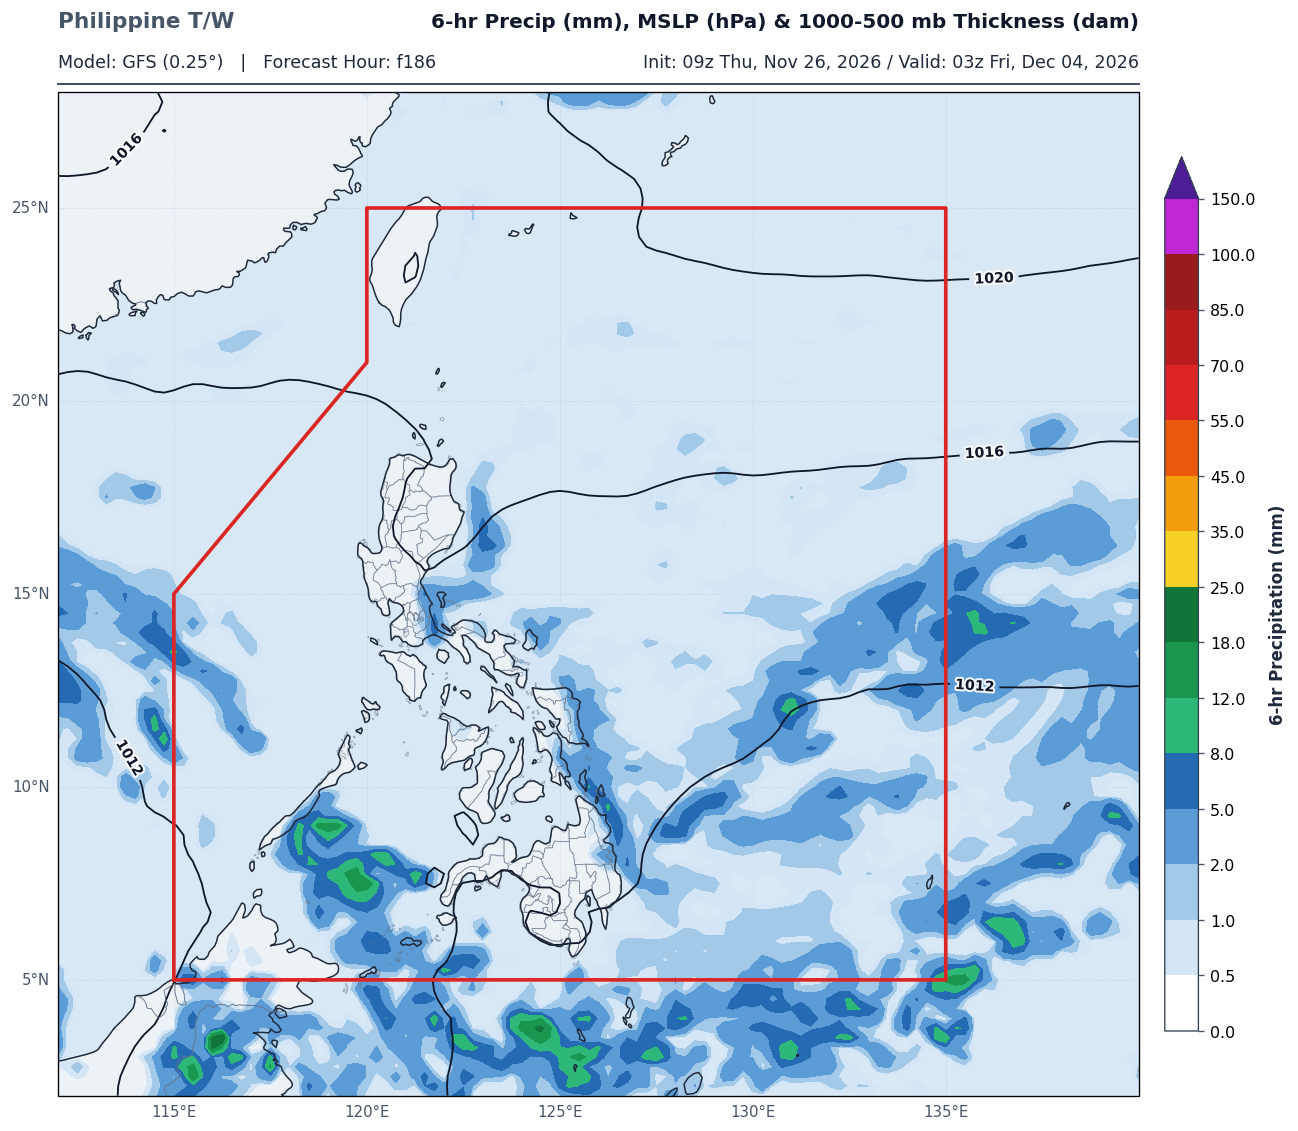 Philippine T/W
6-hr Precip (mm), MSLP (hPa) & 1000-500 mb Thickness (dam)
Model: GFS (0.25°) | Forecast Hour: f186
Init: 09z Thu, Nov 26, 2026 / Valid: 03z Fri, Dec 04, 2026
1016
1020
1016
1012
1012
25°N
20°N
15°N
10°N
5°N
115°E
120°E
125°E
130°E
135°E
150.0
100.0
85.0
70.0
55.0
45.0
35.0
25.0
18.0
12.0
8.0
5.0
2.0
1.0
0.5
0.0
6-hr Precipitation (mm)